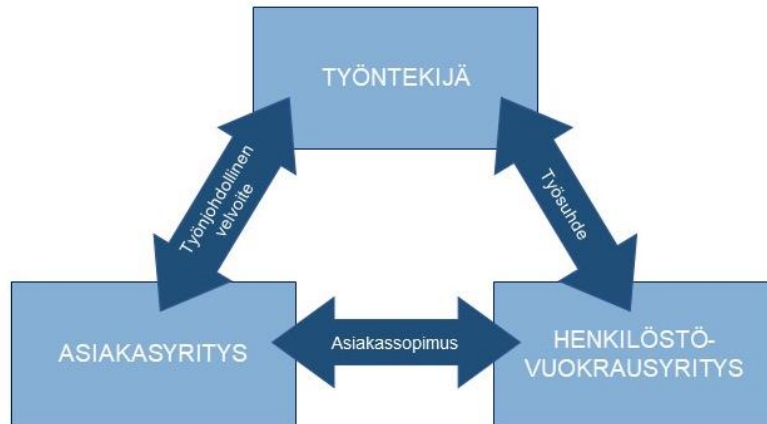 TYÖNTEKIJÄ
Työnjohdollinen
velvoite
Työsuhde
ASIAKASYRITYS
Asiakassopimus
HENKILÖSTÖ-
VUOKRAUSYRITYS